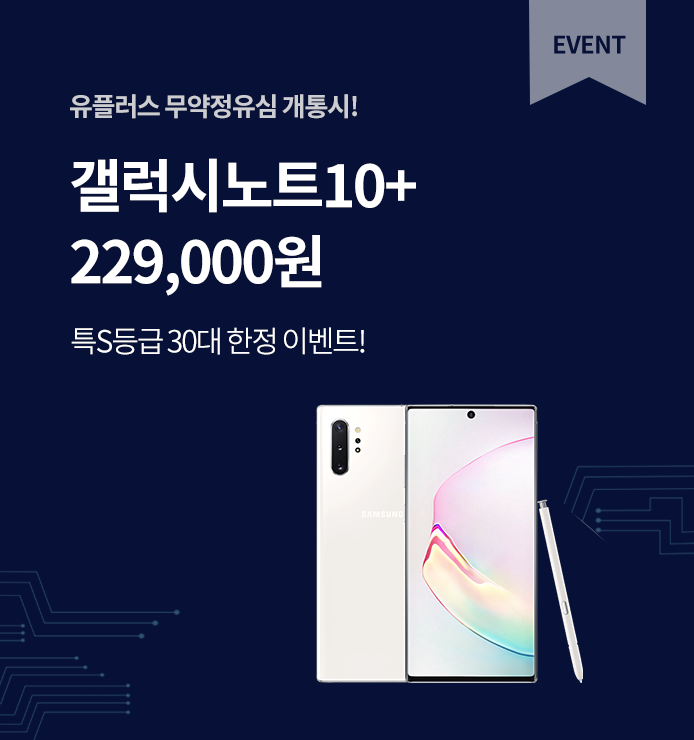 EVENT
유플러스 무약정유심 개통시!
갤럭시노트10+
229,000원
특S등급 30대 한정 이벤트!
SAMSUNG